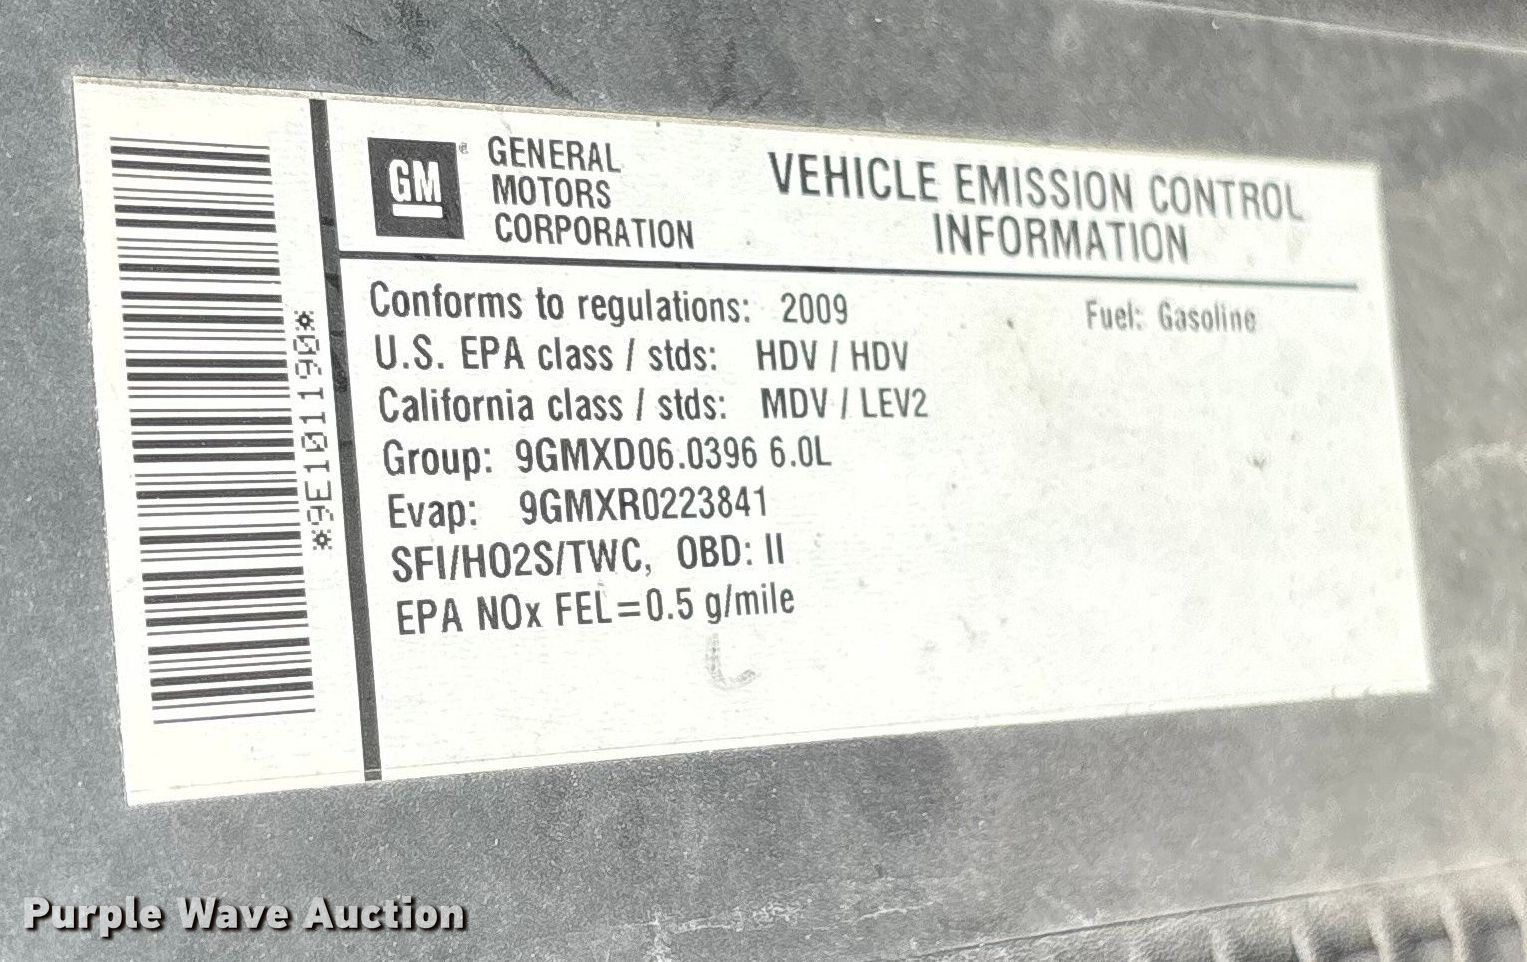 GM
GENERAL
MOTORS
CORPORATION
VEHICLE EMISSION CONTROL
INFORMATION
Conforms to regulations: 2009
Fuel: Gasoline
U.S. EPA class / stds: HDV / HDV
California class / stds: MDV / LEV2
Group: 9GMXD06.0396 6.0L
Evap: 9GMXR0223841
SFI/HO2S/TWC, OBD: II
EPA NOx FEL=0.5 g/mile
*9E101190*
Purple Wave Auction